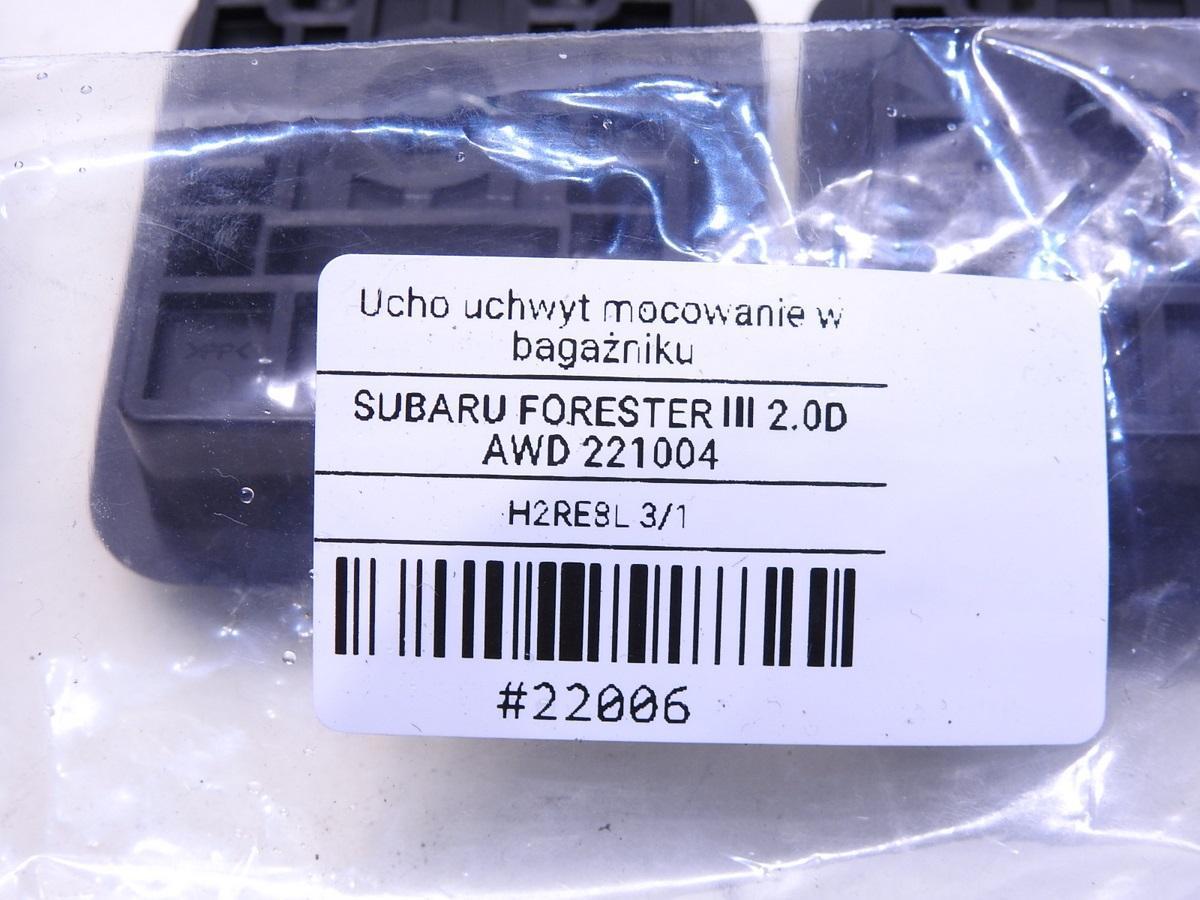 Ucho uchwyt mocowanie w
bagażniku
SUBARU FORESTER III 2.0D
AWD 221004
H2RE8L 3/1
#22006